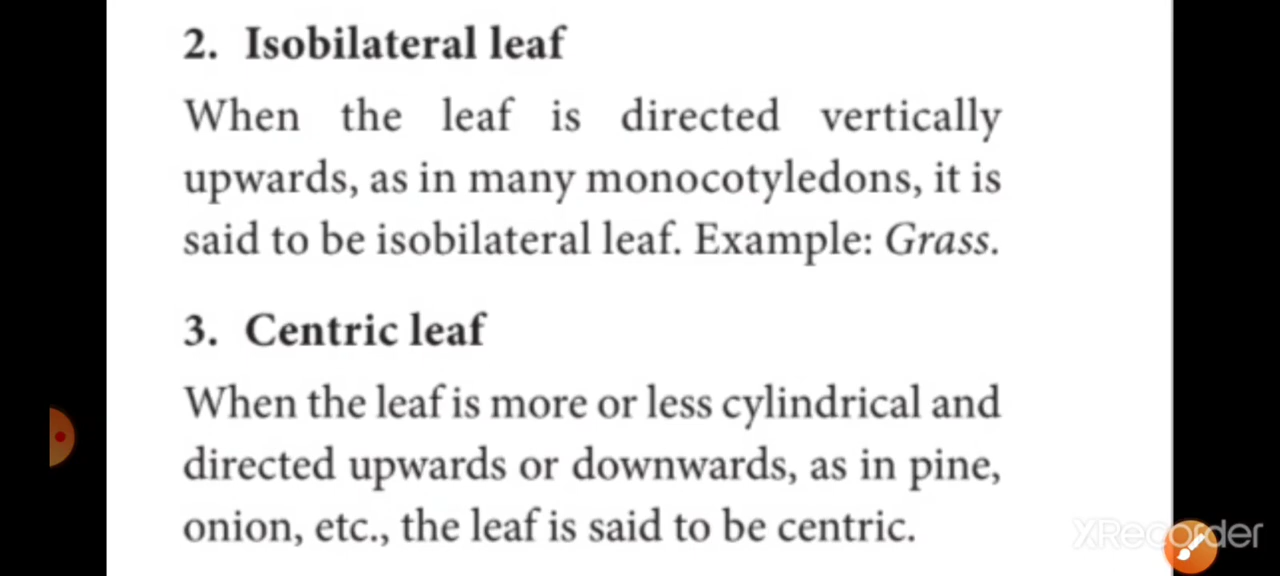 2. Isobilateral leaf
When the leaf is directed vertically
upwards, as in many monocotyledons, it is
said to be isobilateral leaf. Example: Grass.
3. Centric leaf
When the leaf is more or less cylindrical and
directed upwards or downwards, as in pine,
onion, etc., the leaf is said to be centric.
XRecorder